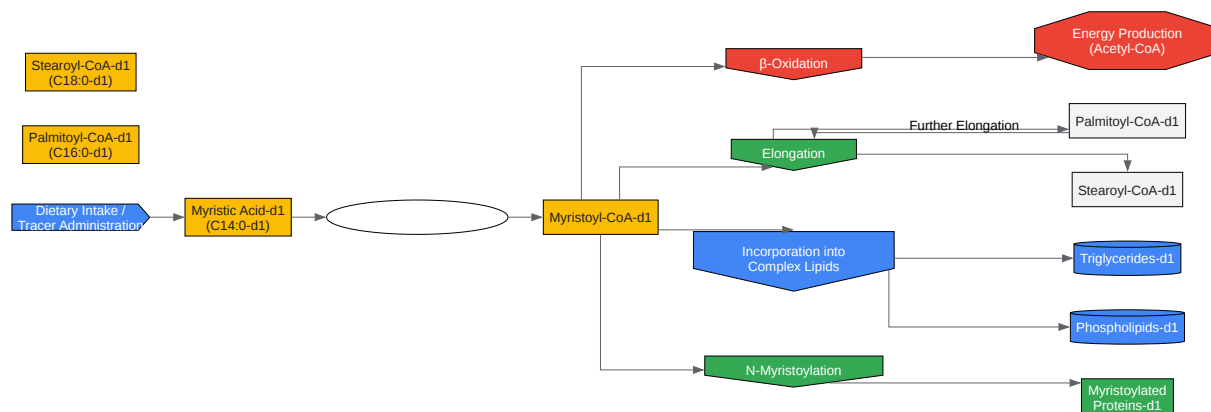 Stearoyl-CoA-d1
(C18:0-d1)
Palmitoyl-CoA-d1
(C16:0-d1)
Dietary Intake /
Tracer Administration
Myristic Acid-d1
(C14:0-d1)
Myristoyl-CoA-d1
β-Oxidation
Energy Production
(Acetyl-CoA)
Elongation
Further Elongation
Palmitoyl-CoA-d1
Stearoyl-CoA-d1
Incorporation into
Complex Lipids
Triglycerides-d1
Phospholipids-d1
N-Myristoylation
Myristoylated
Proteins-d1